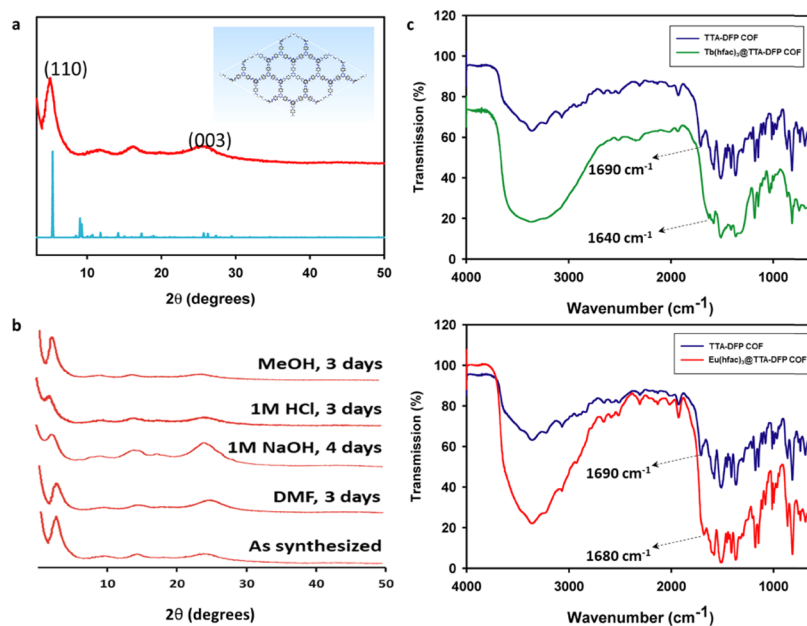 a
(110)
(003)
10 20 30 40 50
2θ (degrees)
b
MeOH, 3 days
1M HCl, 3 days
1M NaOH, 4 days
DMF, 3 days
As synthesized
10 20 30 40 50
2θ (degrees)
c
TTA-DFP COF
Tb(hfac)₃@TTA-DFP COF
120
100
80
60
40
20
0
Transmission (%)
1690 cm⁻¹
1640 cm⁻¹
4000 3000 2000 1000
Wavenumber (cm⁻¹)
TTA-DFP COF
Eu(hfac)₃@TTA-DFP COF
120
100
80
60
40
20
0
Transmission (%)
1690 cm⁻¹
1680 cm⁻¹
4000 3000 2000 1000
Wavenumber (cm⁻¹)